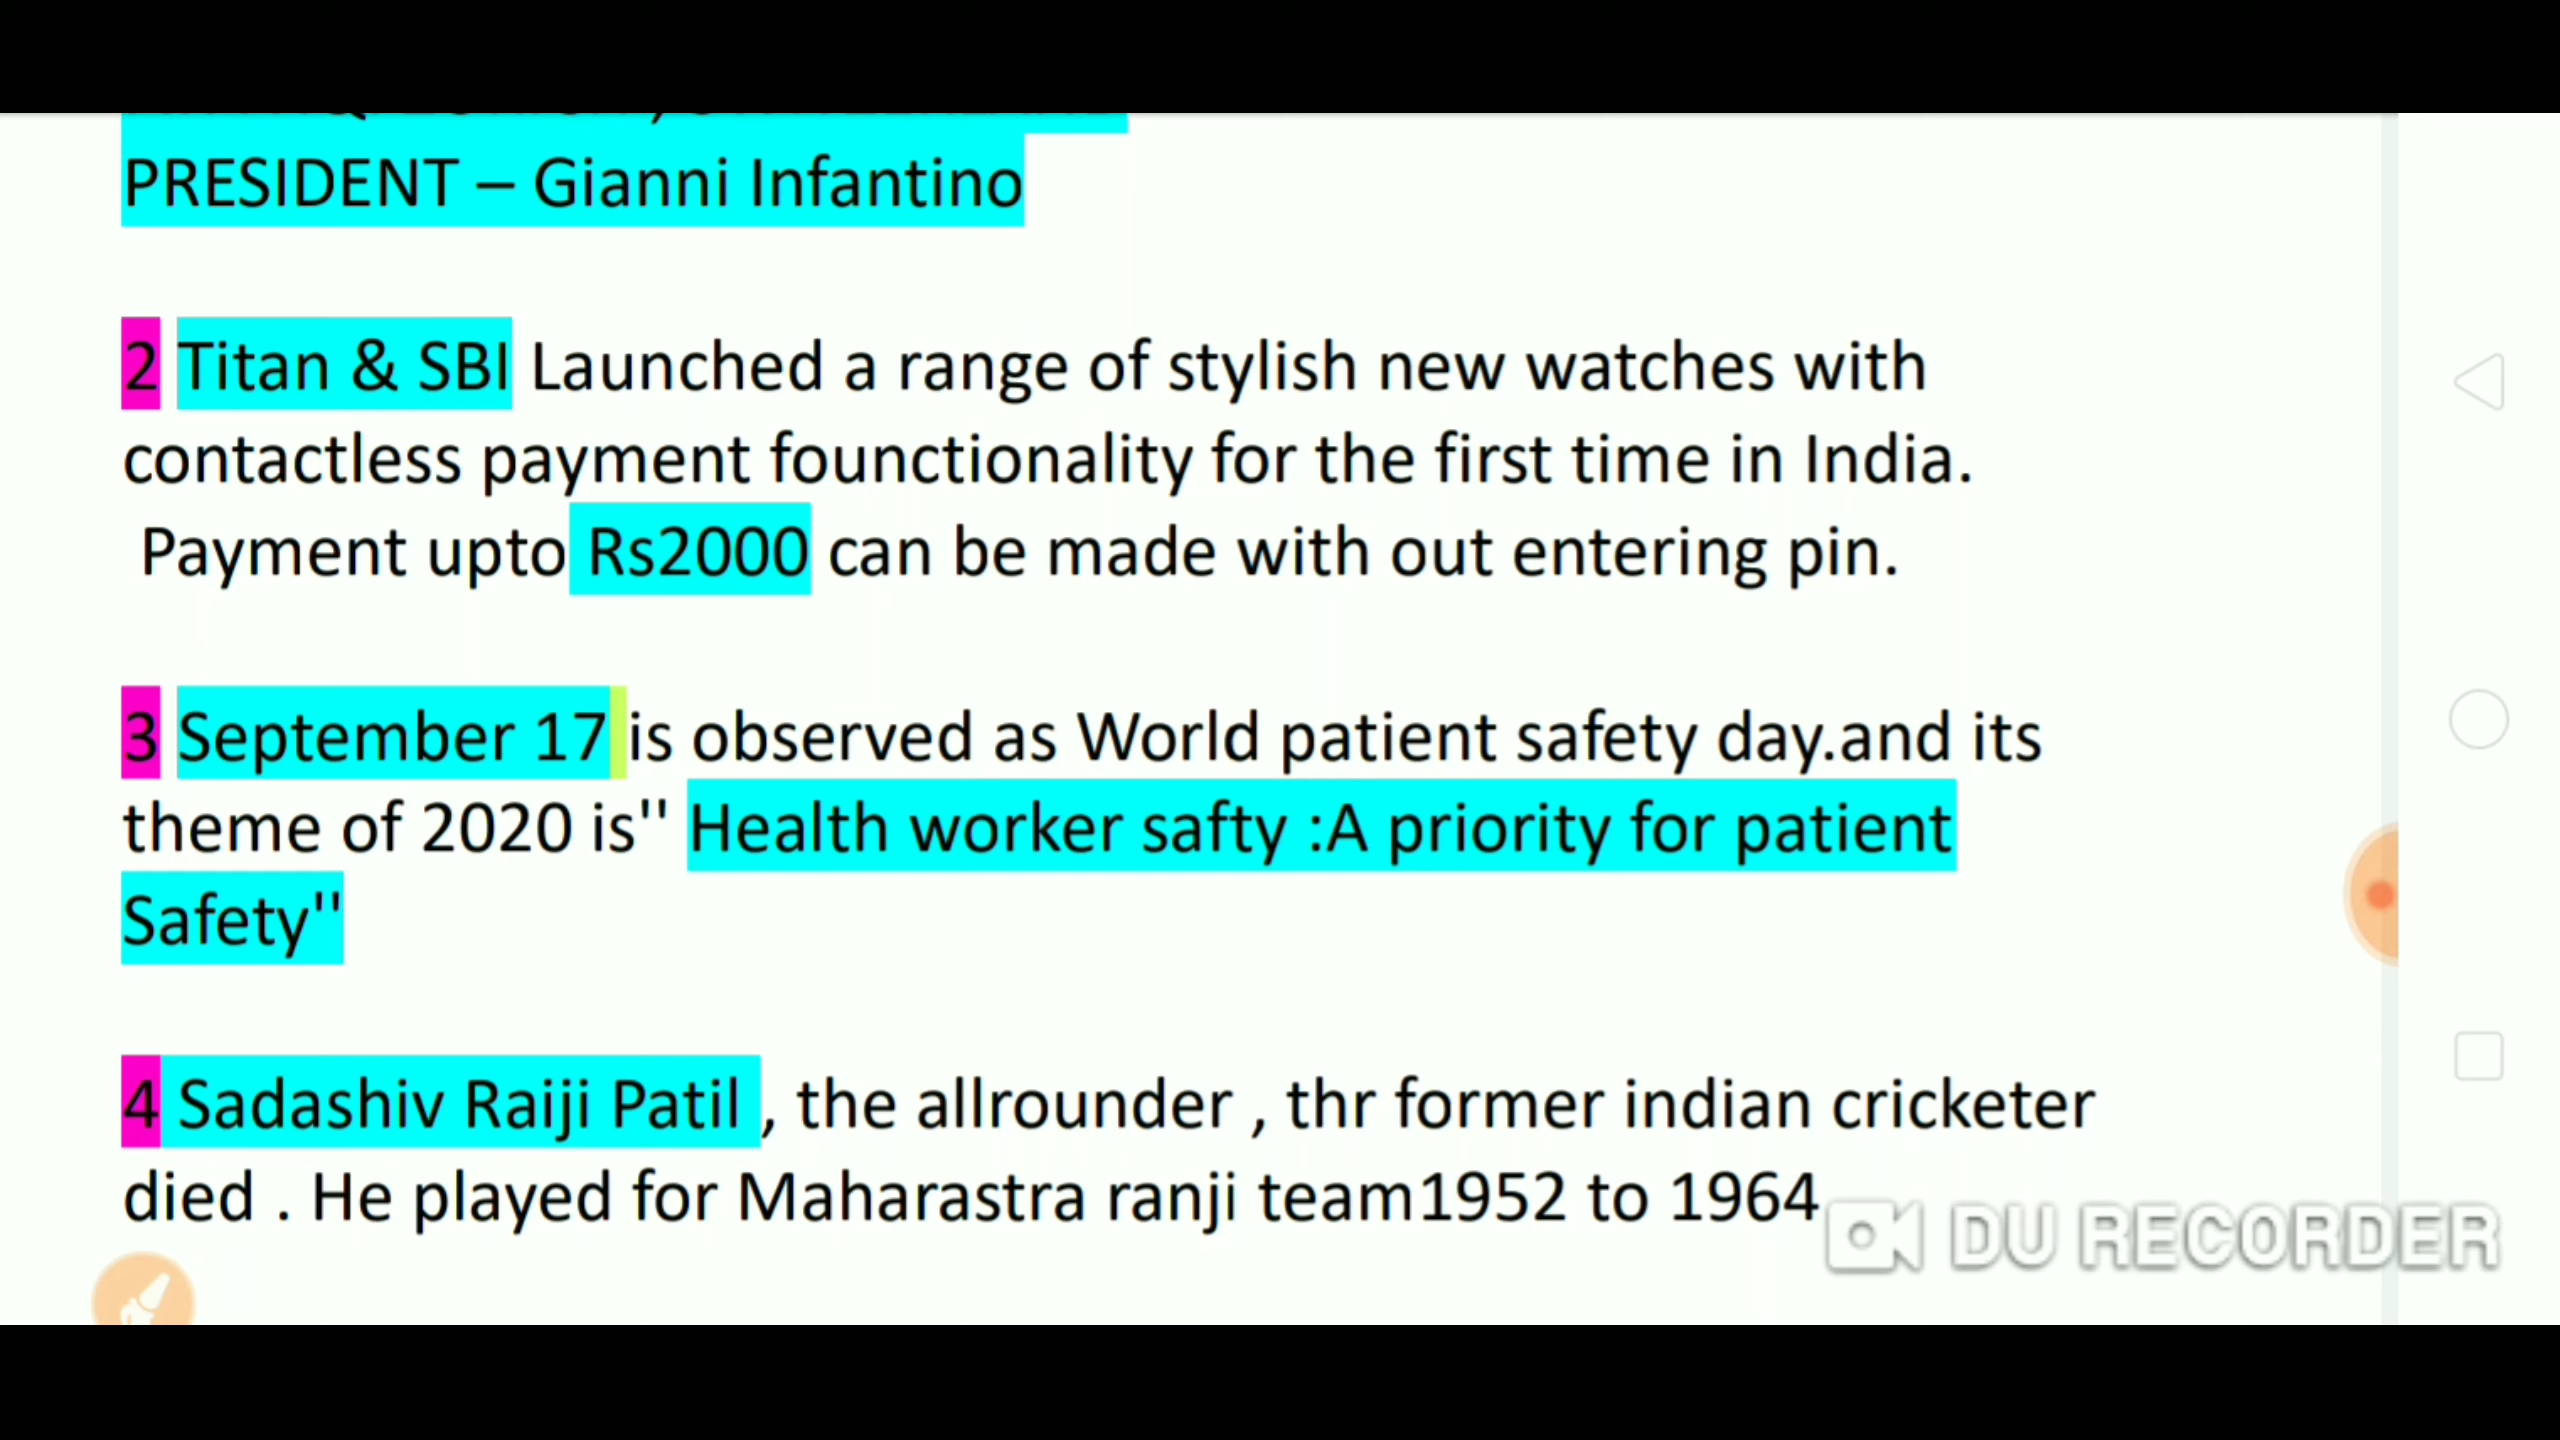 PRESIDENT – Gianni Infantino
2 Titan & SBI Launched a range of stylish new watches with
contactless payment founctionality for the first time in India.
Payment upto Rs2000 can be made with out entering pin.
3 September 17 is observed as World patient safety day.and its
theme of 2020 is'' Health worker safty :A priority for patient
Safety''
4 Sadashiv Raiji Patil , the allrounder , thr former indian cricketer
died . He played for Maharastra ranji team1952 to 1964
DU RECORDER